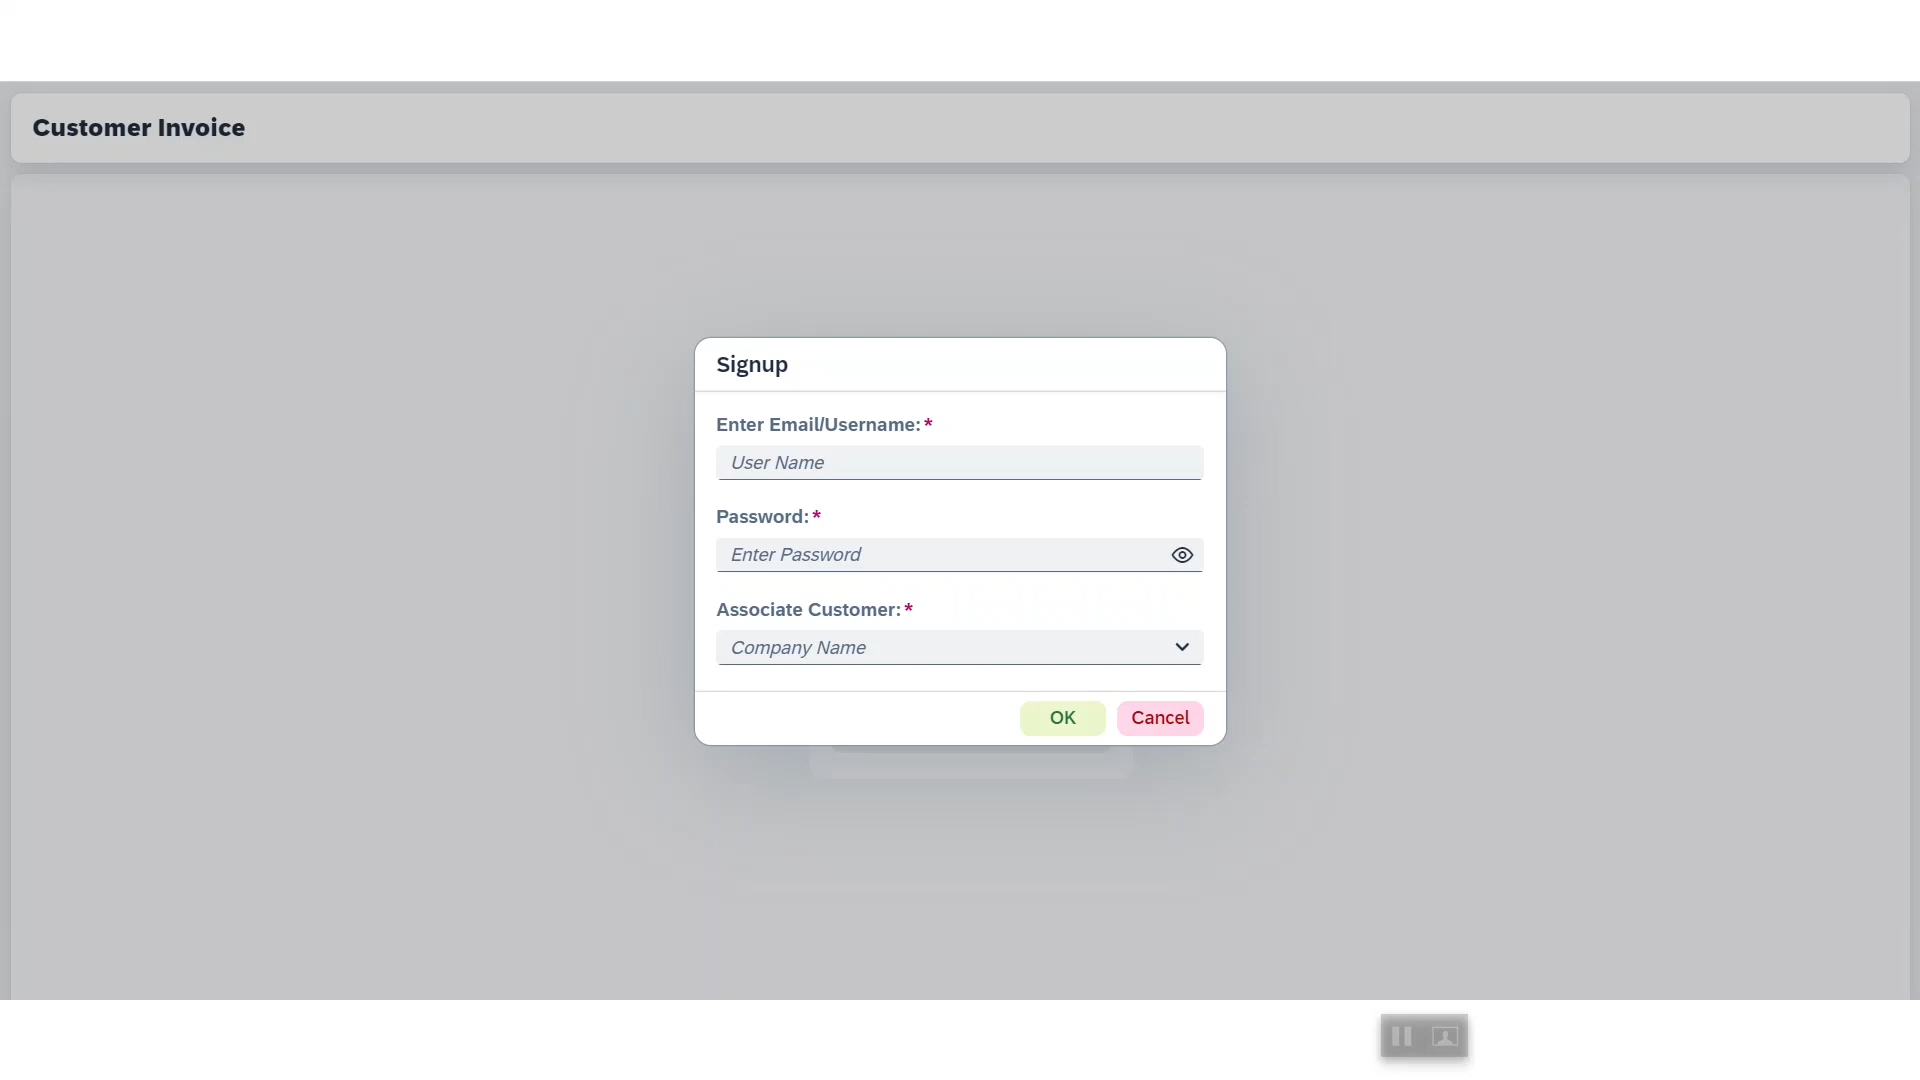 Customer Invoice
Signup
Enter Email/Username:*
User Name
Password:*
Enter Password
Associate Customer:*
Company Name
OK
Cancel